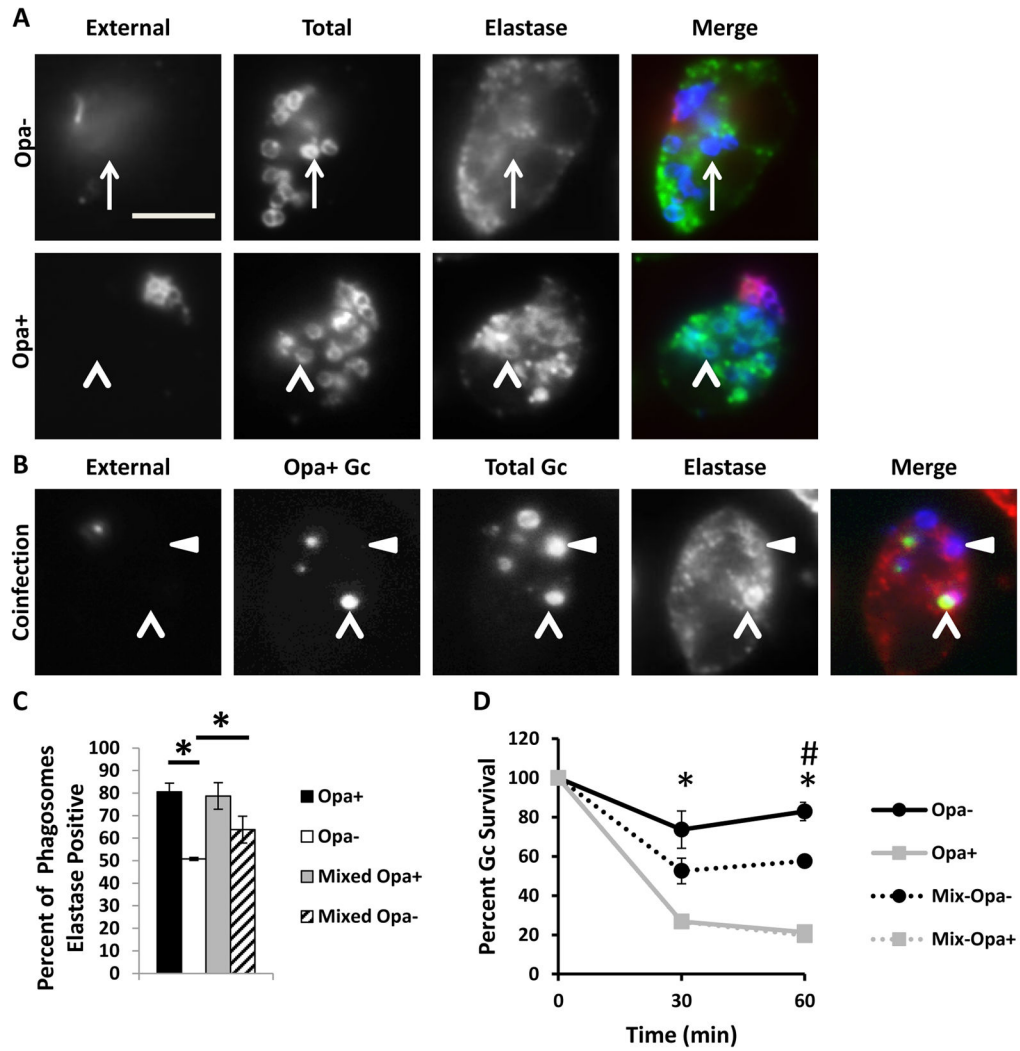 A
External Total Elastase Merge
Opa-
Opa+
B
External Opa+ Gc Total Gc Elastase Merge
Coinfection
C
Percent of Phagosomes
Elastase Positive
100
90
80
70
60
50
40
30
20
10
0
*
*
Opa+
Opa-
Mixed Opa+
Mixed Opa-
D
Percent Gc Survival
120
100
80
60
40
20
0
0 30 60
Time (min)
*
#
*
Opa-
Opa+
Mix-Opa-
Mix-Opa+